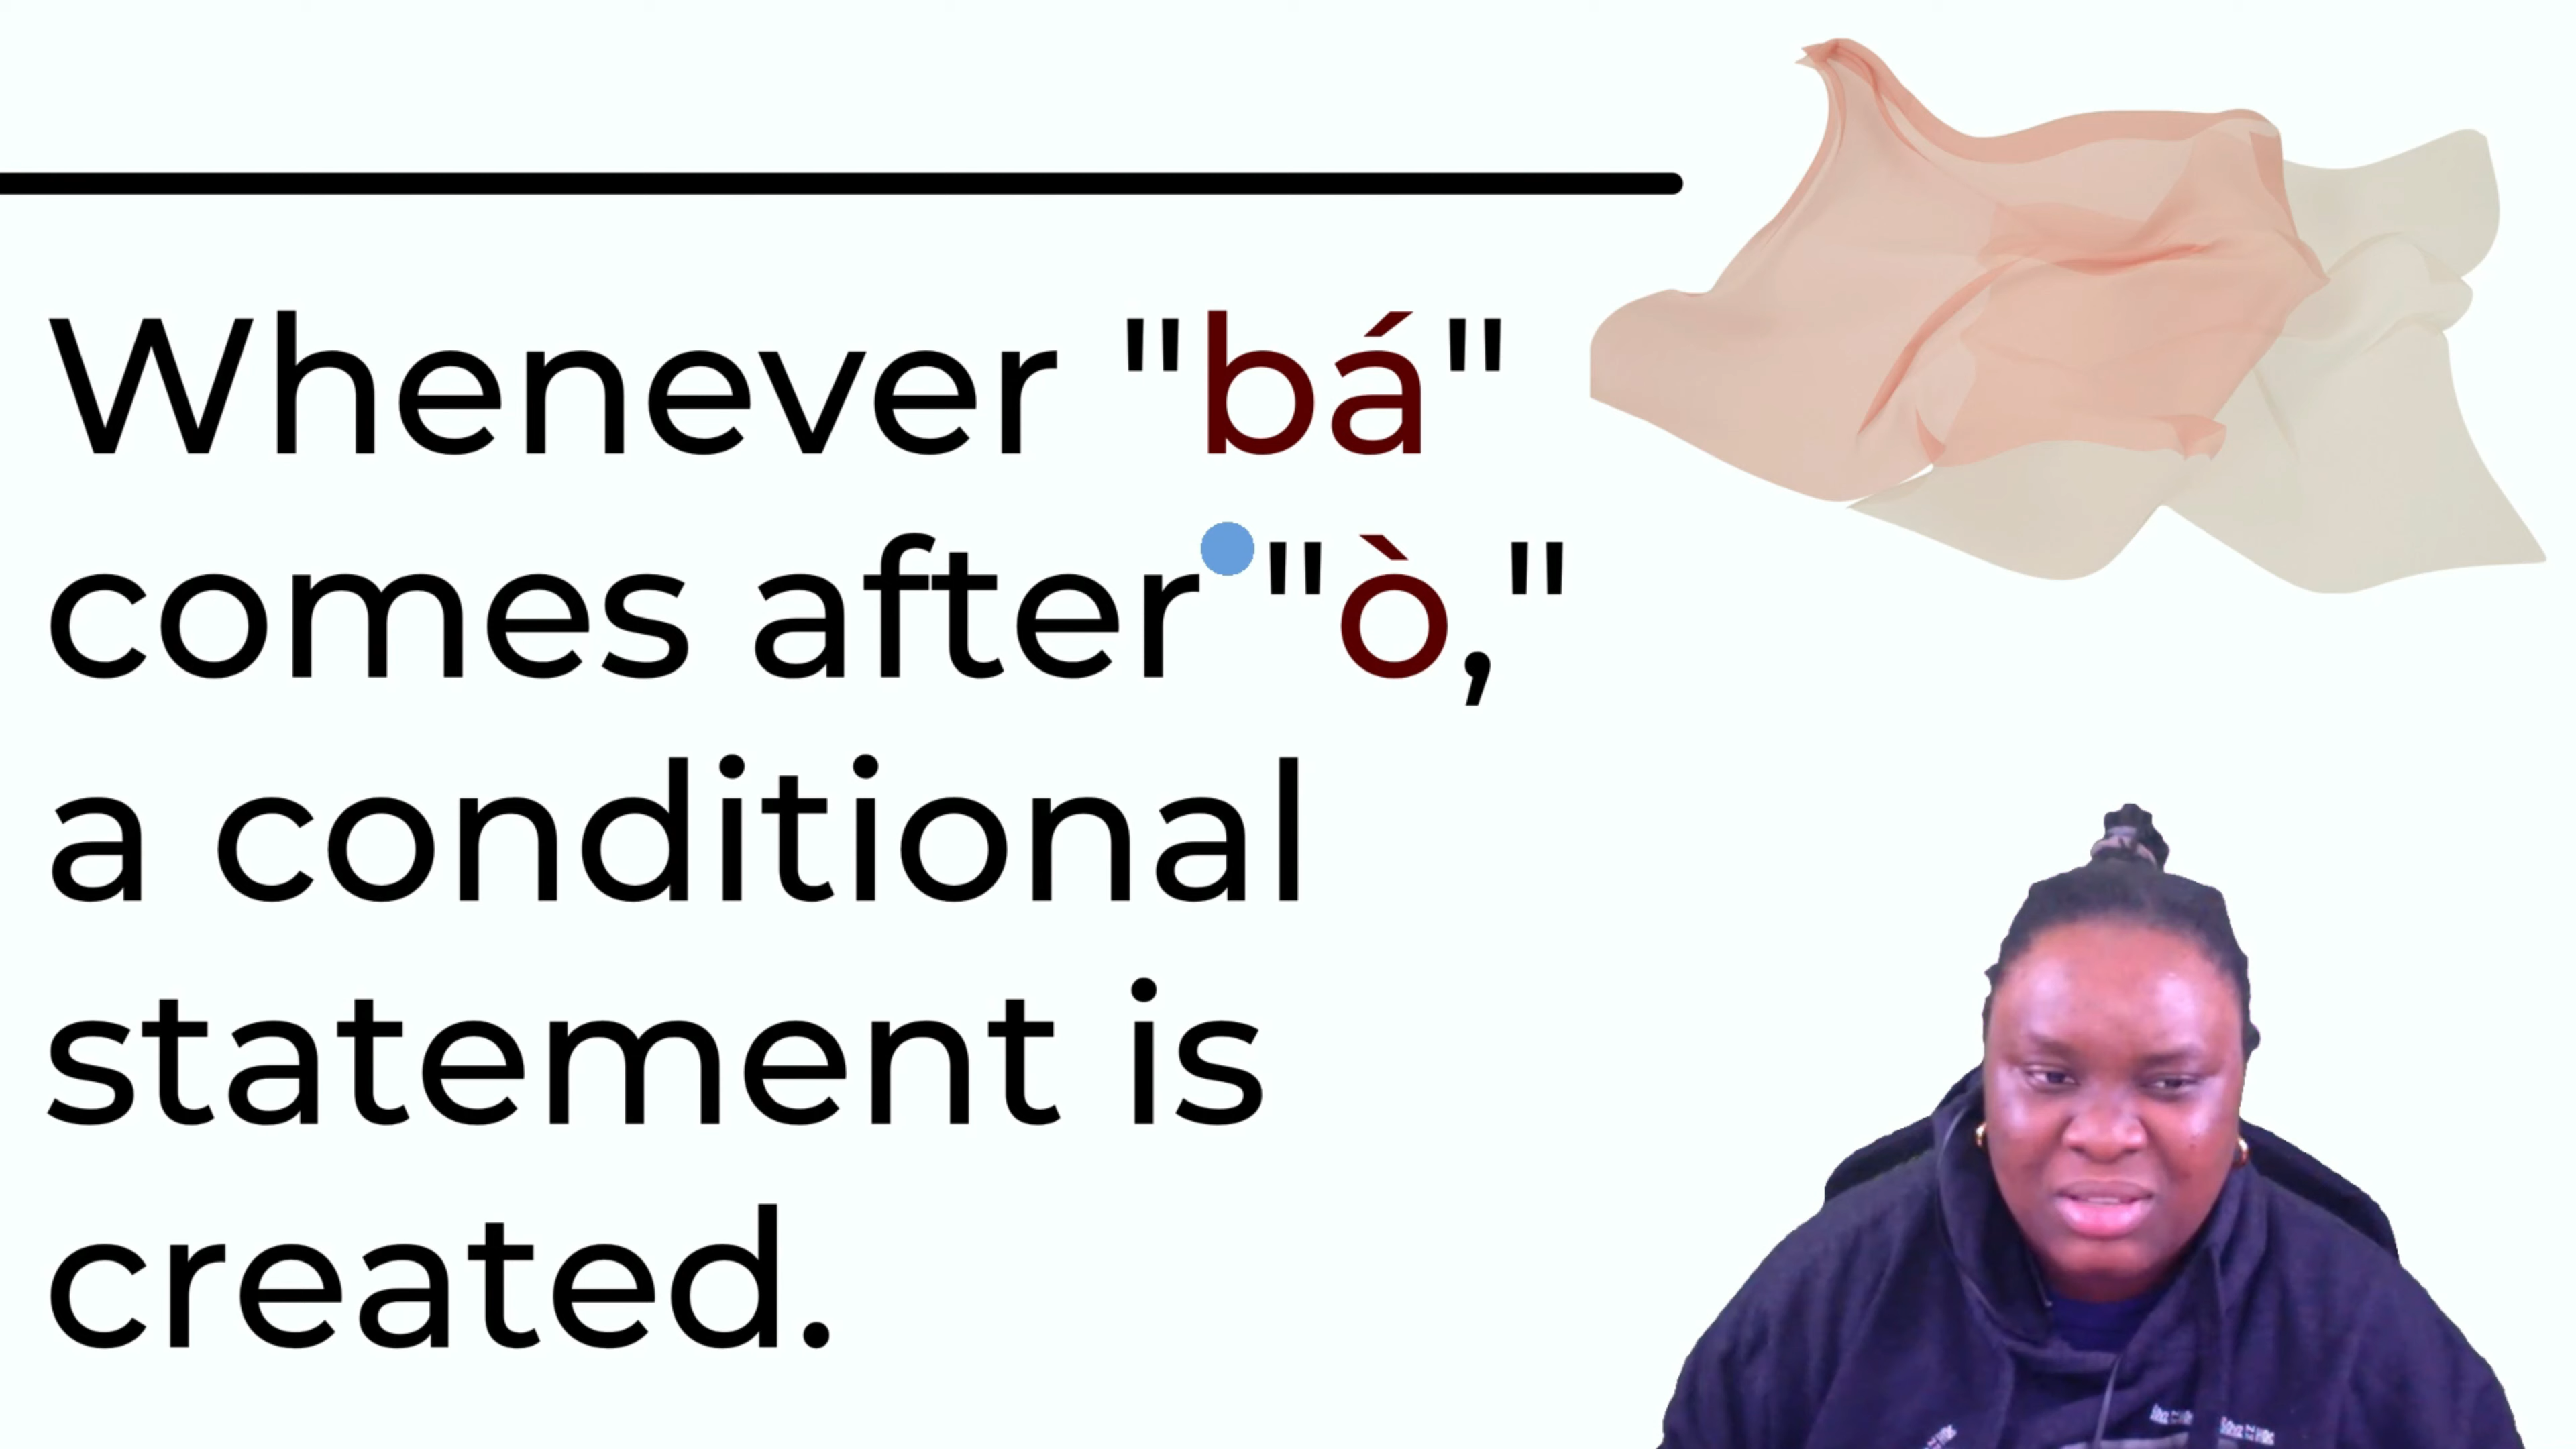 Whenever "bá"
comes after "ò,"
a conditional
statement is
created.